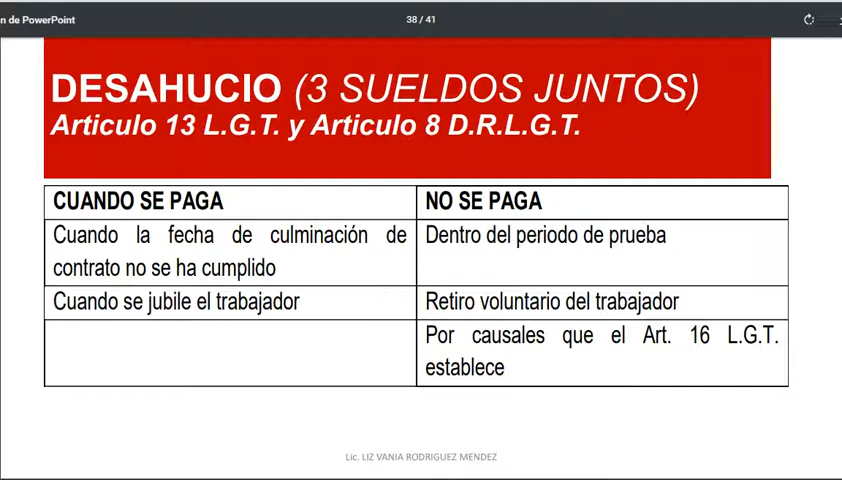 n de PowerPoint
38 / 41
DESAHUCIO (3 SUELDOS JUNTOS)
Articulo 13 L.G.T. y Articulo 8 D.R.L.G.T.
CUANDO SE PAGA
NO SE PAGA
Cuando la fecha de culminación de
contrato no se ha cumplido
Dentro del periodo de prueba
Cuando se jubile el trabajador
Retiro voluntario del trabajador
Por causales que el Art. 16 L.G.T.
establece
Lic. LIZ VANIA RODRIGUEZ MENDEZ